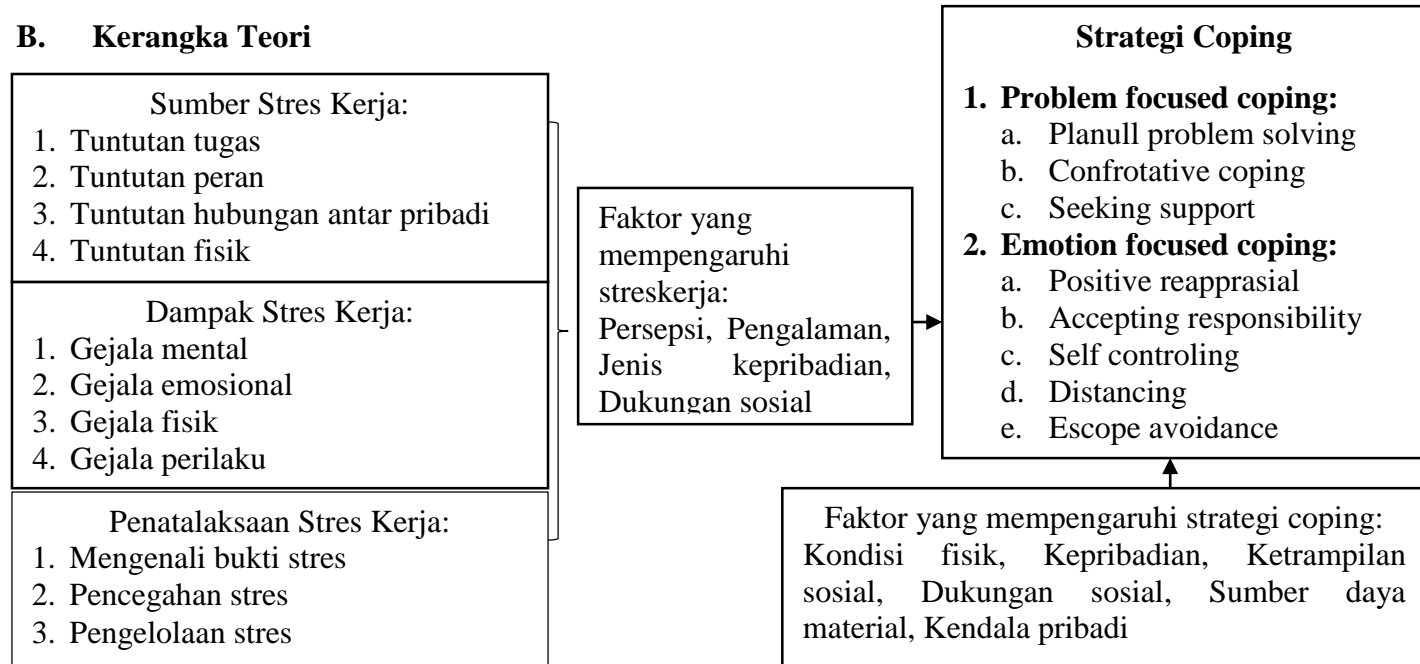 B. Kerangka Teori
Sumber Stres Kerja:
1. Tuntutan tugas
2. Tuntutan peran
3. Tuntutan hubungan antar pribadi
4. Tuntutan fisik
Dampak Stres Kerja:
1. Gejala mental
2. Gejala emosional
3. Gejala fisik
4. Gejala perilaku
Penatalaksaan Stres Kerja:
1. Mengenali bukti stres
2. Pencegahan stres
3. Pengelolaan stres
Faktor yang
mempengaruhi
streskerja:
Persepsi, Pengalaman,
Jenis kepribadian,
Dukungan sosial
Strategi Coping
1. Problem focused coping:
a. Planull problem solving
b. Confrotative coping
c. Seeking support
2. Emotion focused coping:
a. Positive reapprasial
b. Accepting responsibility
c. Self controling
d. Distancing
e. Escope avoidance
Faktor yang mempengaruhi strategi coping:
Kondisi fisik, Kepribadian, Ketrampilan
sosial, Dukungan sosial, Sumber daya
material, Kendala pribadi